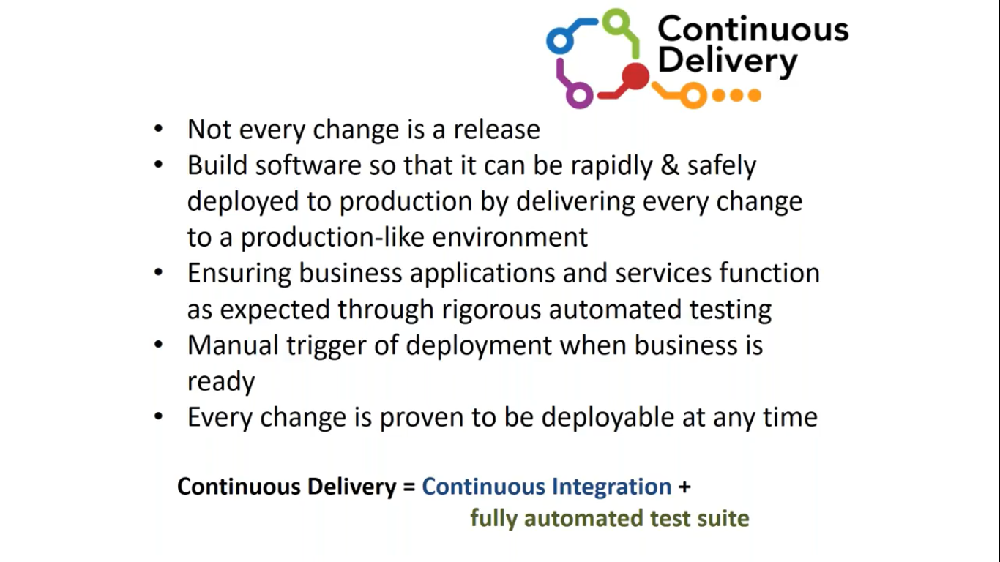 Continuous
Delivery
• Not every change is a release
• Build software so that it can be rapidly & safely
deployed to production by delivering every change
to a production-like environment
• Ensuring business applications and services function
as expected through rigorous automated testing
• Manual trigger of deployment when business is
ready
• Every change is proven to be deployable at any time
Continuous Delivery = Continuous Integration +
fully automated test suite